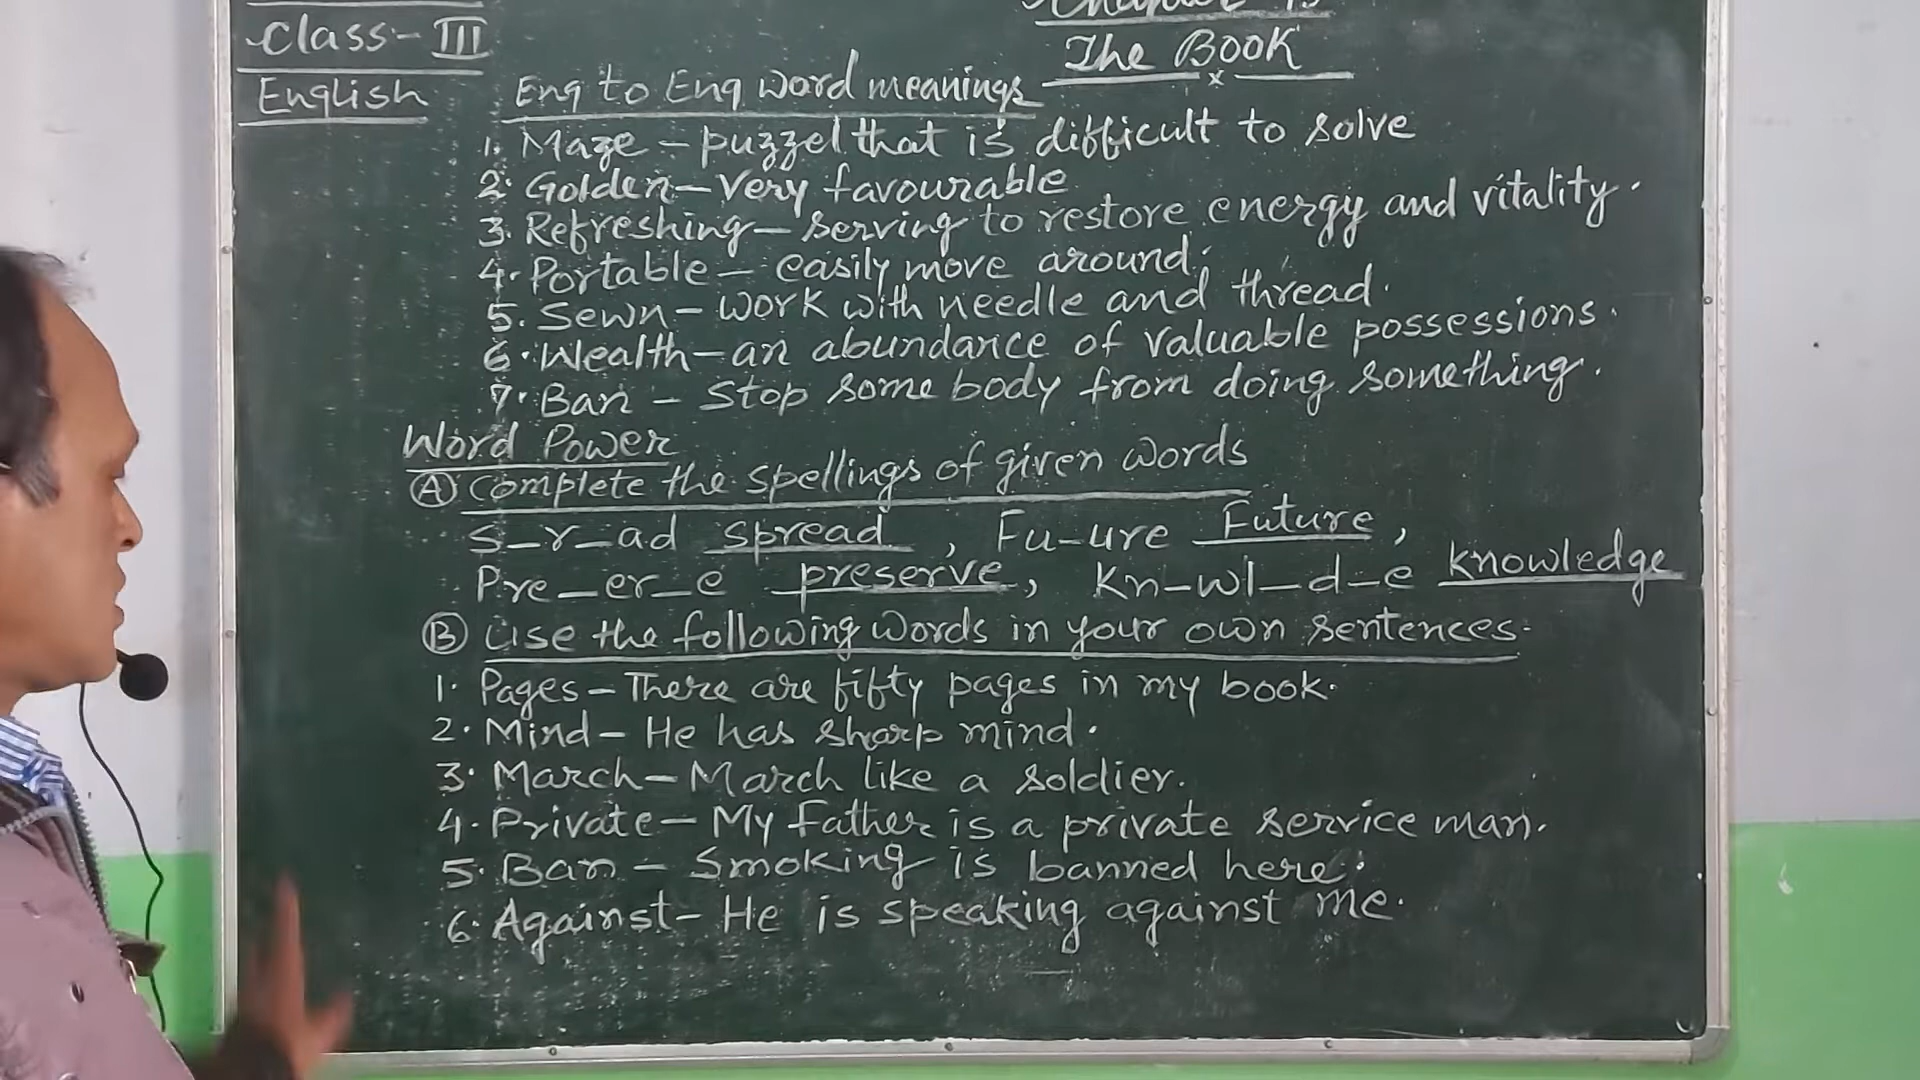 Class-III
English
The Book
Eng to Eng word meanings
1. Maze - puzzel that is difficult to solve
2. Golden - Very favourable
3. Refreshing - serving to restore energy and vitality.
4. Portable - easily move around.
5. Sewn - work with needle and thread.
6. Wealth - an abundance of valuable possessions.
7. Ban - Stop some body from doing something.
Word Power
(A) Complete the spellings of given words
S_r_ad spread, Fu-ure Future,
Pre_er_e preserve, Kn-wl_d_e knowledge
(B) Use the following words in your own sentences.
1. Pages - There are fifty pages in my book.
2. Mind - He has sharp mind.
3. March - March like a soldier.
4. Private - My Father is a private service man.
5. Ban - Smoking is banned here.
6. Against - He is speaking against me.